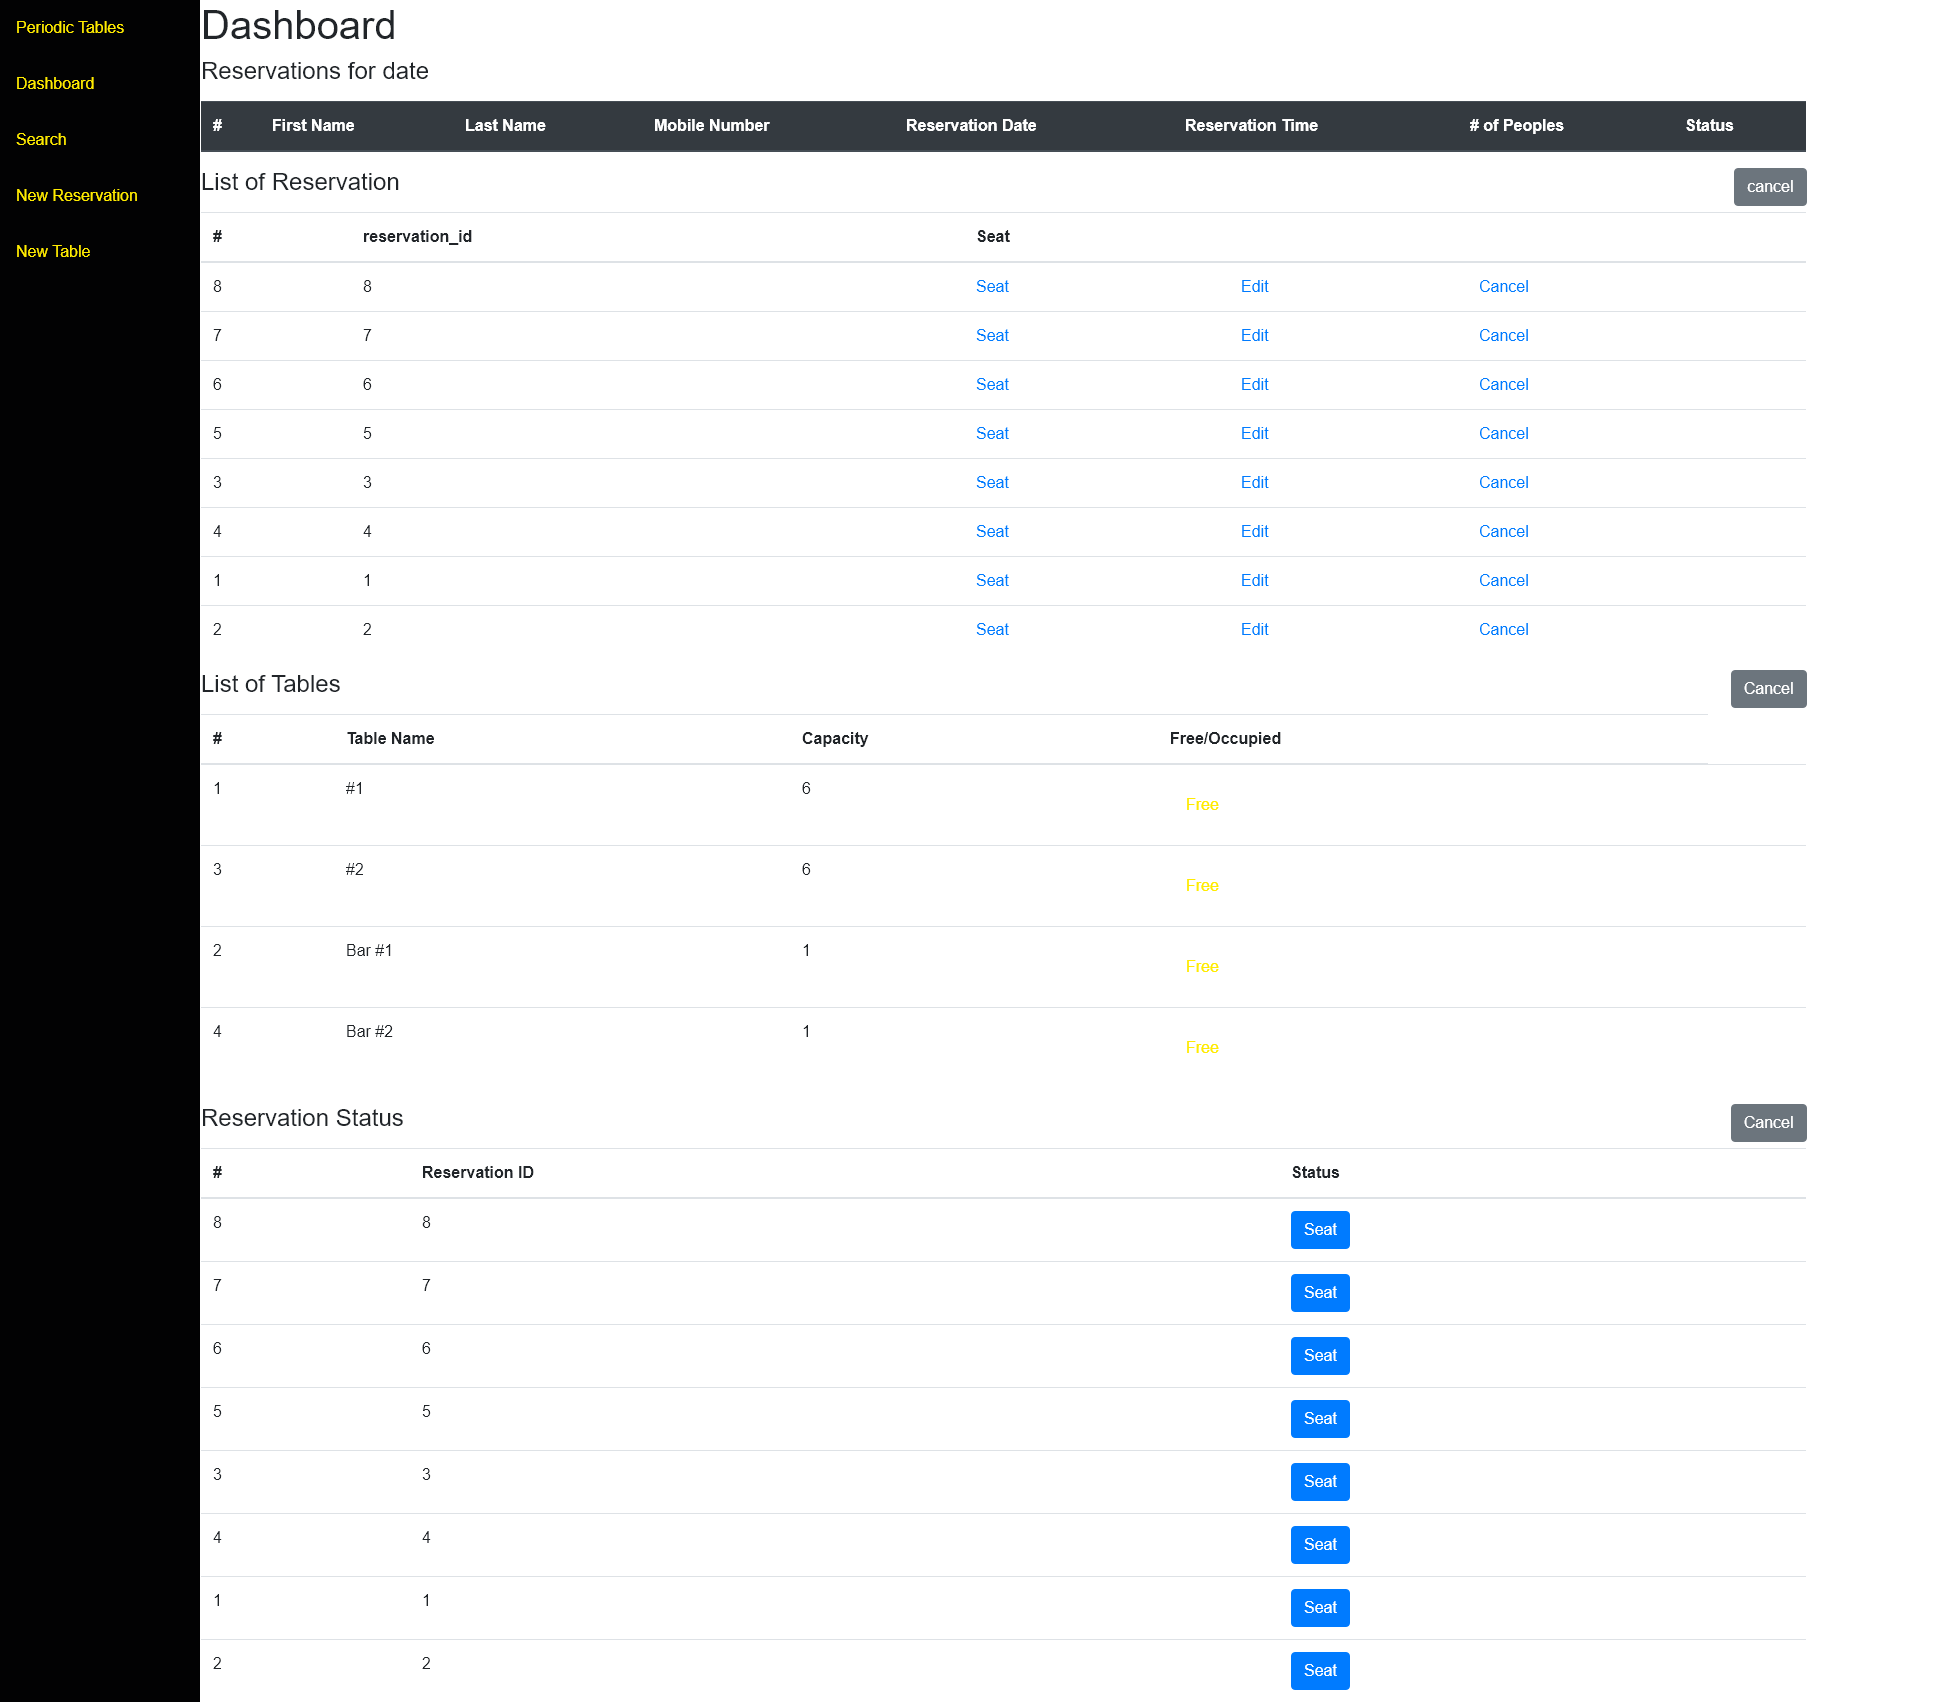 Periodic Tables
Dashboard
Search
New Reservation
New Table
Dashboard
Reservations for date
# First Name Last Name Mobile Number Reservation Date Reservation Time # of Peoples Status
List of Reservation cancel
# reservation_id Seat
8 8 Seat Edit Cancel
7 7 Seat Edit Cancel
6 6 Seat Edit Cancel
5 5 Seat Edit Cancel
3 3 Seat Edit Cancel
4 4 Seat Edit Cancel
1 1 Seat Edit Cancel
2 2 Seat Edit Cancel
List of Tables Cancel
# Table Name Capacity Free/Occupied
1 #1 6 Free
3 #2 6 Free
2 Bar #1 1 Free
4 Bar #2 1 Free
Reservation Status Cancel
# Reservation ID Status
8 8 Seat
7 7 Seat
6 6 Seat
5 5 Seat
3 3 Seat
4 4 Seat
1 1 Seat
2 2 Seat